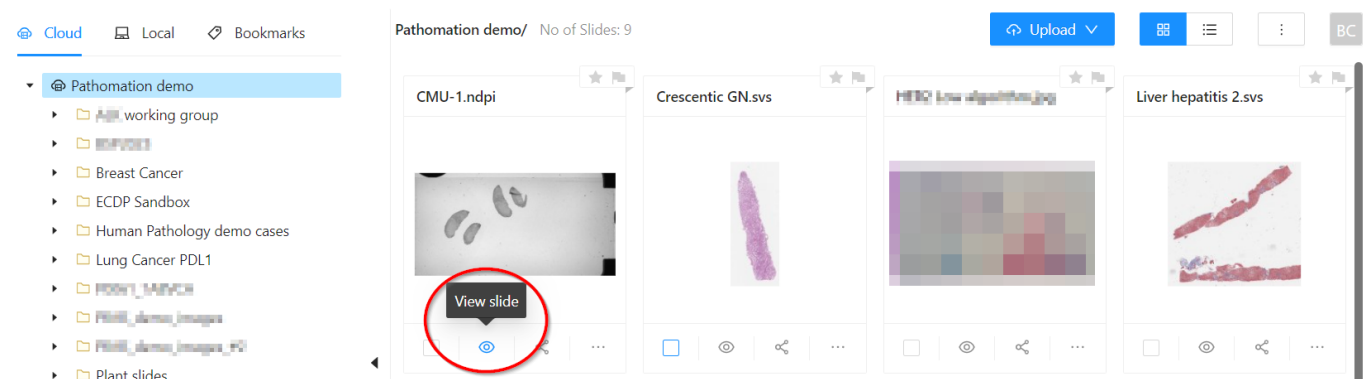 Cloud
Local
Bookmarks
Pathomation demo
working group
Breast Cancer
ECDP Sandbox
Human Pathology demo cases
Lung Cancer PDL1
Plant slides
Pathomation demo/ No of Slides: 9
Upload
BC
CMU-1.ndpi
Crescentic GN.svs
Liver hepatitis 2.svs
View slide